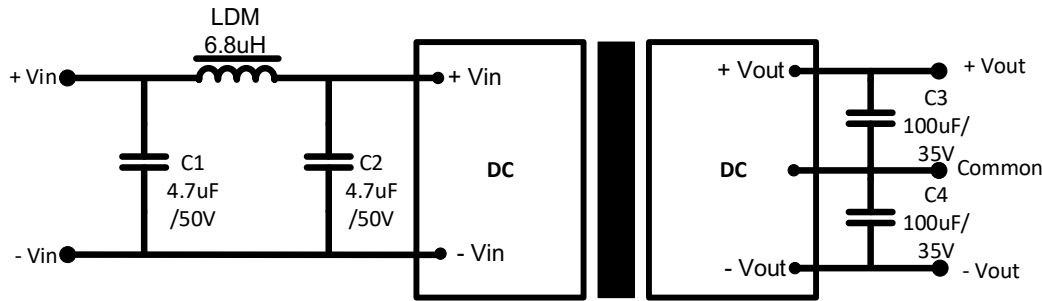 LDM
6.8uH
+ Vin
+ Vin
C1
4.7uF
/50V
C2
4.7uF
/50V
- Vin
- Vin
DC
DC
+ Vout
+ Vout
C3
100uF/
35V
Common
C4
100uF/
35V
- Vout
- Vout